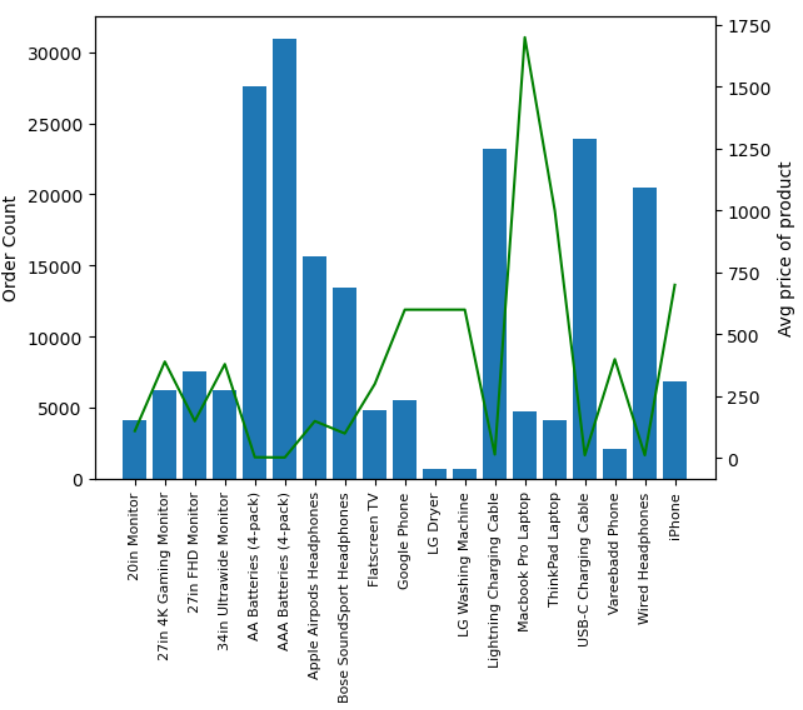 30000
25000
20000
15000
10000
5000
0
Order Count
1750
1500
1250
1000
750
500
250
0
Avg price of product
20in Monitor
27in 4K Gaming Monitor
27in FHD Monitor
34in Ultrawide Monitor
AA Batteries (4-pack)
AAA Batteries (4-pack)
Apple Airpods Headphones
Bose SoundSport Headphones
Flatscreen TV
Google Phone
LG Dryer
LG Washing Machine
Lightning Charging Cable
Macbook Pro Laptop
ThinkPad Laptop
USB-C Charging Cable
Vareebadd Phone
Wired Headphones
iPhone